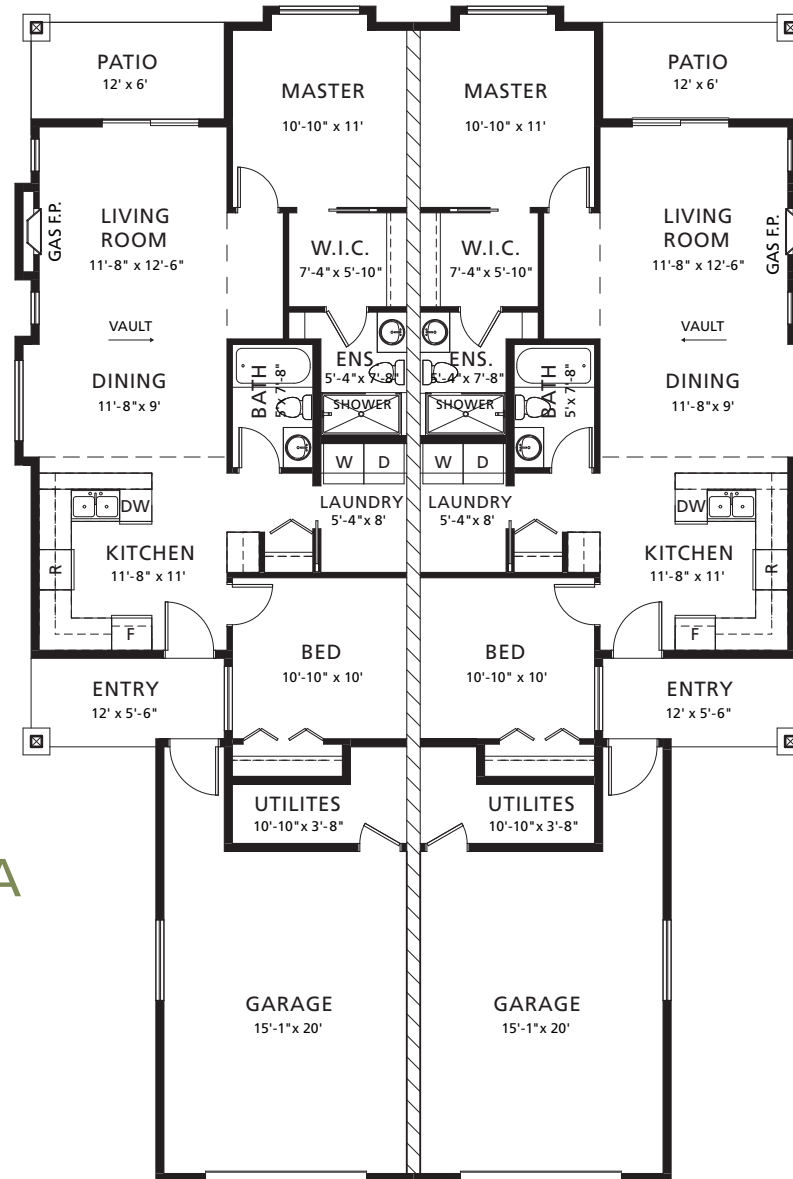 PATIO
12' x 6'
MASTER
10'-10" x 11'
MASTER
10'-10" x 11'
PATIO
12' x 6'
GAS F.P.
LIVING
ROOM
11'-8" x 12'-6"
W.I.C.
7'-4" x 5'-10"
W.I.C.
7'-4" x 5'-10"
LIVING
ROOM
11'-8" x 12'-6"
GAS F.P.
VAULT
VAULT
DINING
11'-8"x 9'
BATH
5'x 7'-8"
ENS.
5'-4"x 7'-8"
SHOWER
ENS.
5'-4"x 7'-8"
SHOWER
BATH
5'x 7'-8"
DINING
11'-8"x 9'
W D
W D
LAUNDRY
5'-4"x 8'
LAUNDRY
5'-4"x 8'
DW
KITCHEN
11'-8" x 11'
R
F
DW
KITCHEN
11'-8" x 11'
R
F
BED
10'-10" x 10'
BED
10'-10" x 10'
ENTRY
12' x 5'-6"
ENTRY
12' x 5'-6"
UTILITES
10'-10"x 3'-8"
UTILITES
10'-10"x 3'-8"
A
GARAGE
15'-1"x 20'
GARAGE
15'-1"x 20'